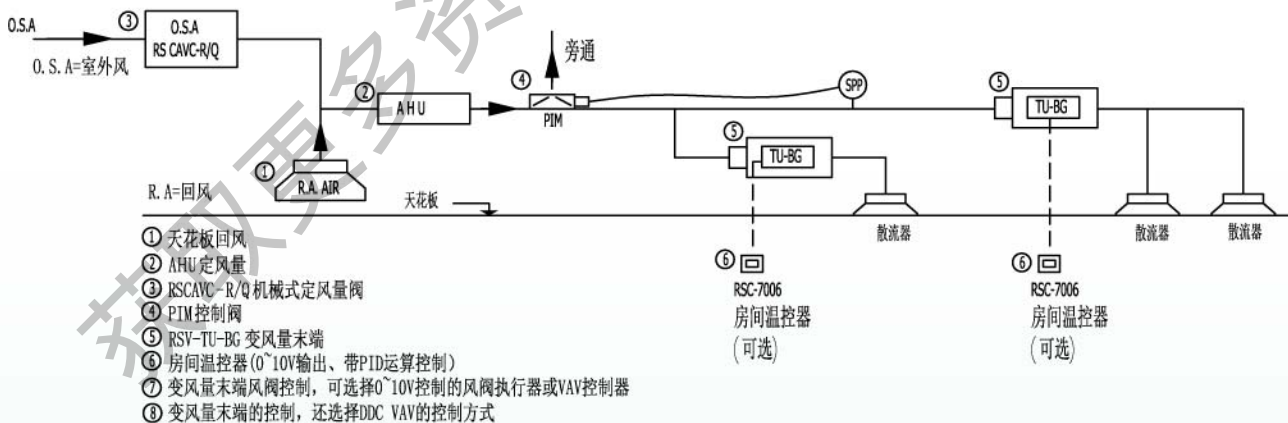 O.S.A
③
O.S.A
RS CAVC-R/Q
O.S.A=室外风
②
AHU
④
旁通
PIM
SPP
⑤
TU-BG
⑤
TU-BG
①
R.A. AIR
R.A=回风
天花板
散流器
散流器
散流器
① 天花板回风
② AHU定风量
③ RSCAVC-R/Q机械式定风量阀
④ PIM控制阀
⑤ RSV-TU-BG 变风量末端
⑥ 房间温控器(0~10V输出、带PID运算控制)
⑦ 变风量末端风阀控制，可选择0~10V控制的风阀执行器或VAV控制器
⑧ 变风量末端的控制，还选择DDC VAV的控制方式
⑥
RSC-7006
房间温控器
(可选)
⑥
RSC-7006
房间温控器
(可选)
获取更多资